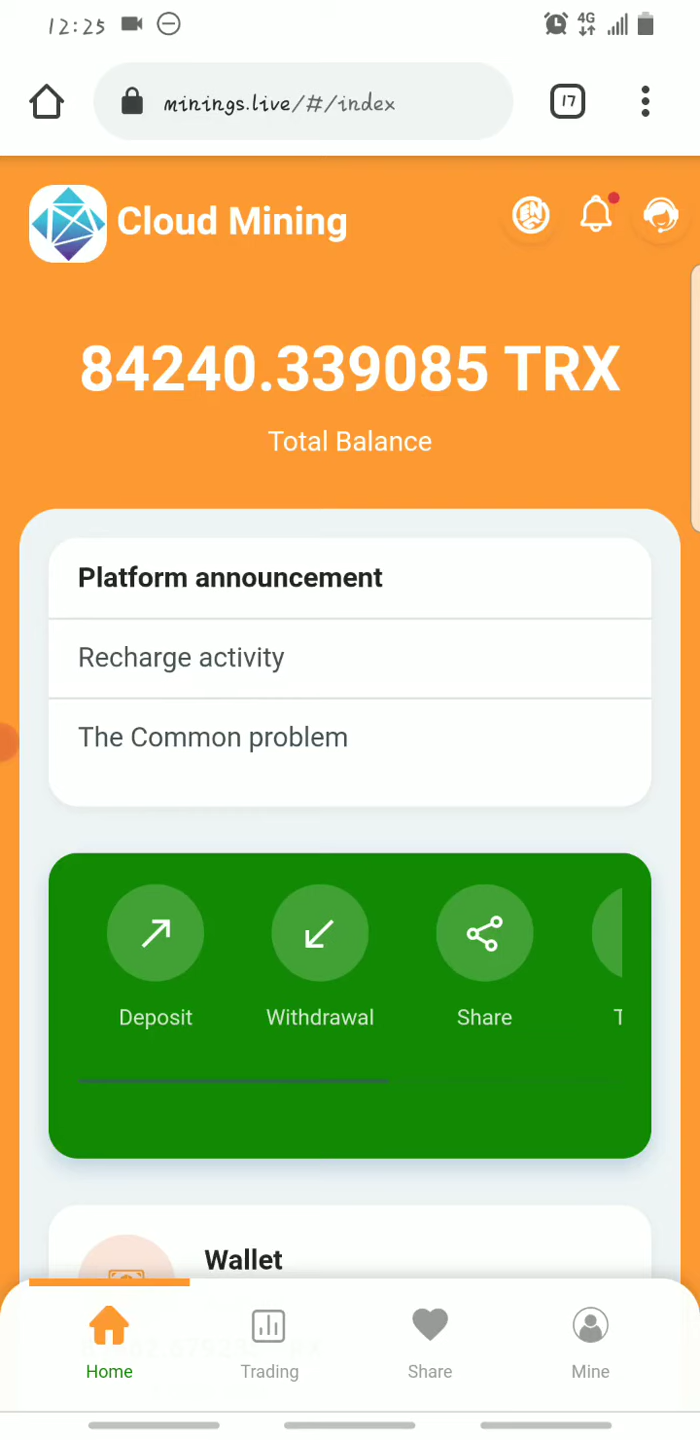 12:25
4G
minings.live/#/index
17
Cloud Mining
EN
84240.339085 TRX
Total Balance
Platform announcement
Recharge activity
The Common problem
Deposit Withdrawal Share T
Wallet
Home Trading Share Mine